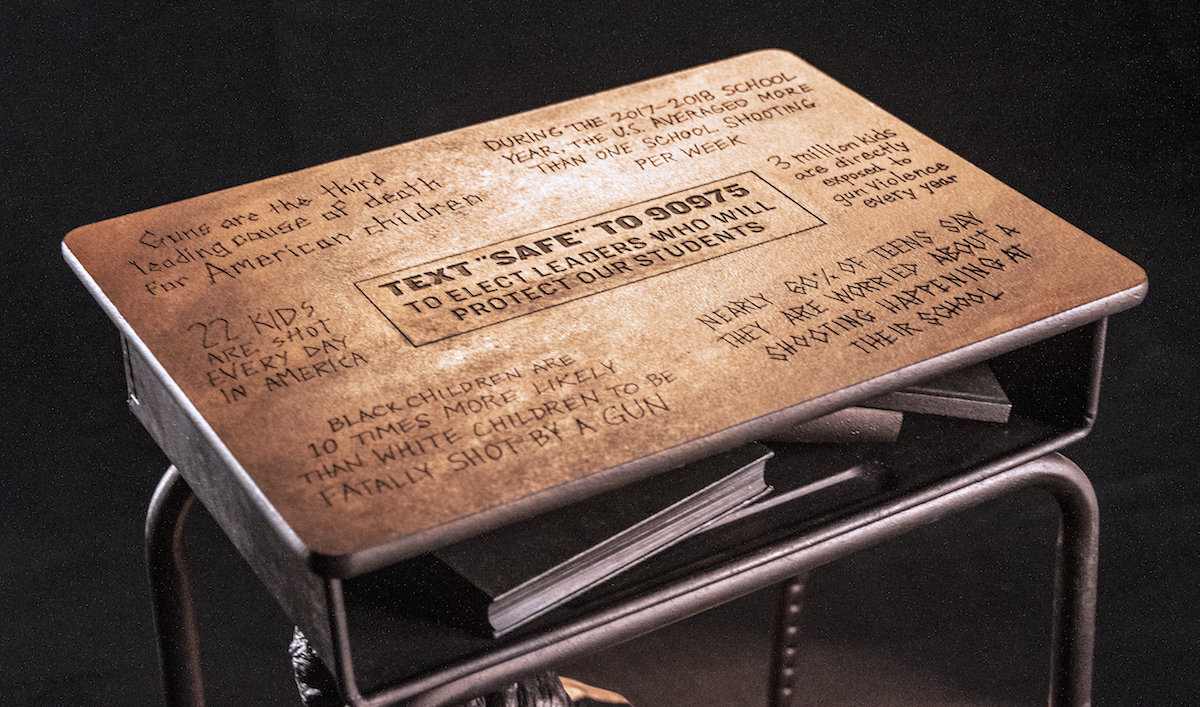 DURING THE 2017-2018 SCHOOL
YEAR, THE U.S. AVERAGED MORE
THAN ONE SCHOOL SHOOTING
PER WEEK
Guns are the third
leading cause of death
For American children
3 million kids
are directly
exposed to
gun violence
every year
TEXT "SAFE" TO 90975
TO ELECT LEADERS WHO WILL
PROTECT OUR STUDENTS
22 KIDS
ARE SHOT
EVERY DAY
IN AMERICA
NEARLY 60% OF TEENS SAY
THEY ARE WORRIED ABOUT A
SHOOTING HAPPENING AT
THEIR SCHOOL
BLACK CHILDREN ARE
10 TIMES MORE LIKELY
THAN WHITE CHILDREN TO BE
FATALLY SHOT BY A GUN